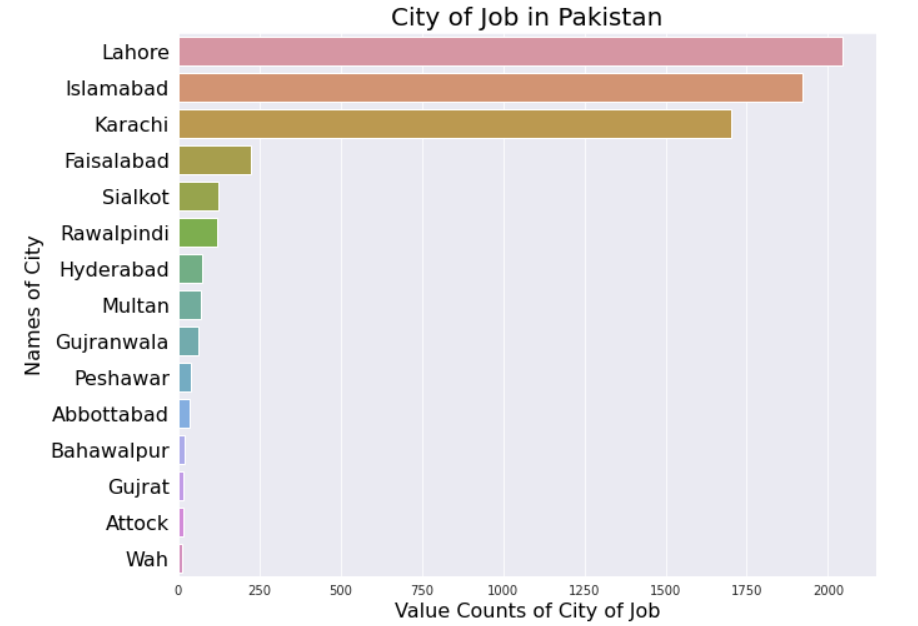 City of Job in Pakistan
Names of City
Lahore
Islamabad
Karachi
Faisalabad
Sialkot
Rawalpindi
Hyderabad
Multan
Gujranwala
Peshawar
Abbottabad
Bahawalpur
Gujrat
Attock
Wah
0 250 500 750 1000 1250 1500 1750 2000
Value Counts of City of Job